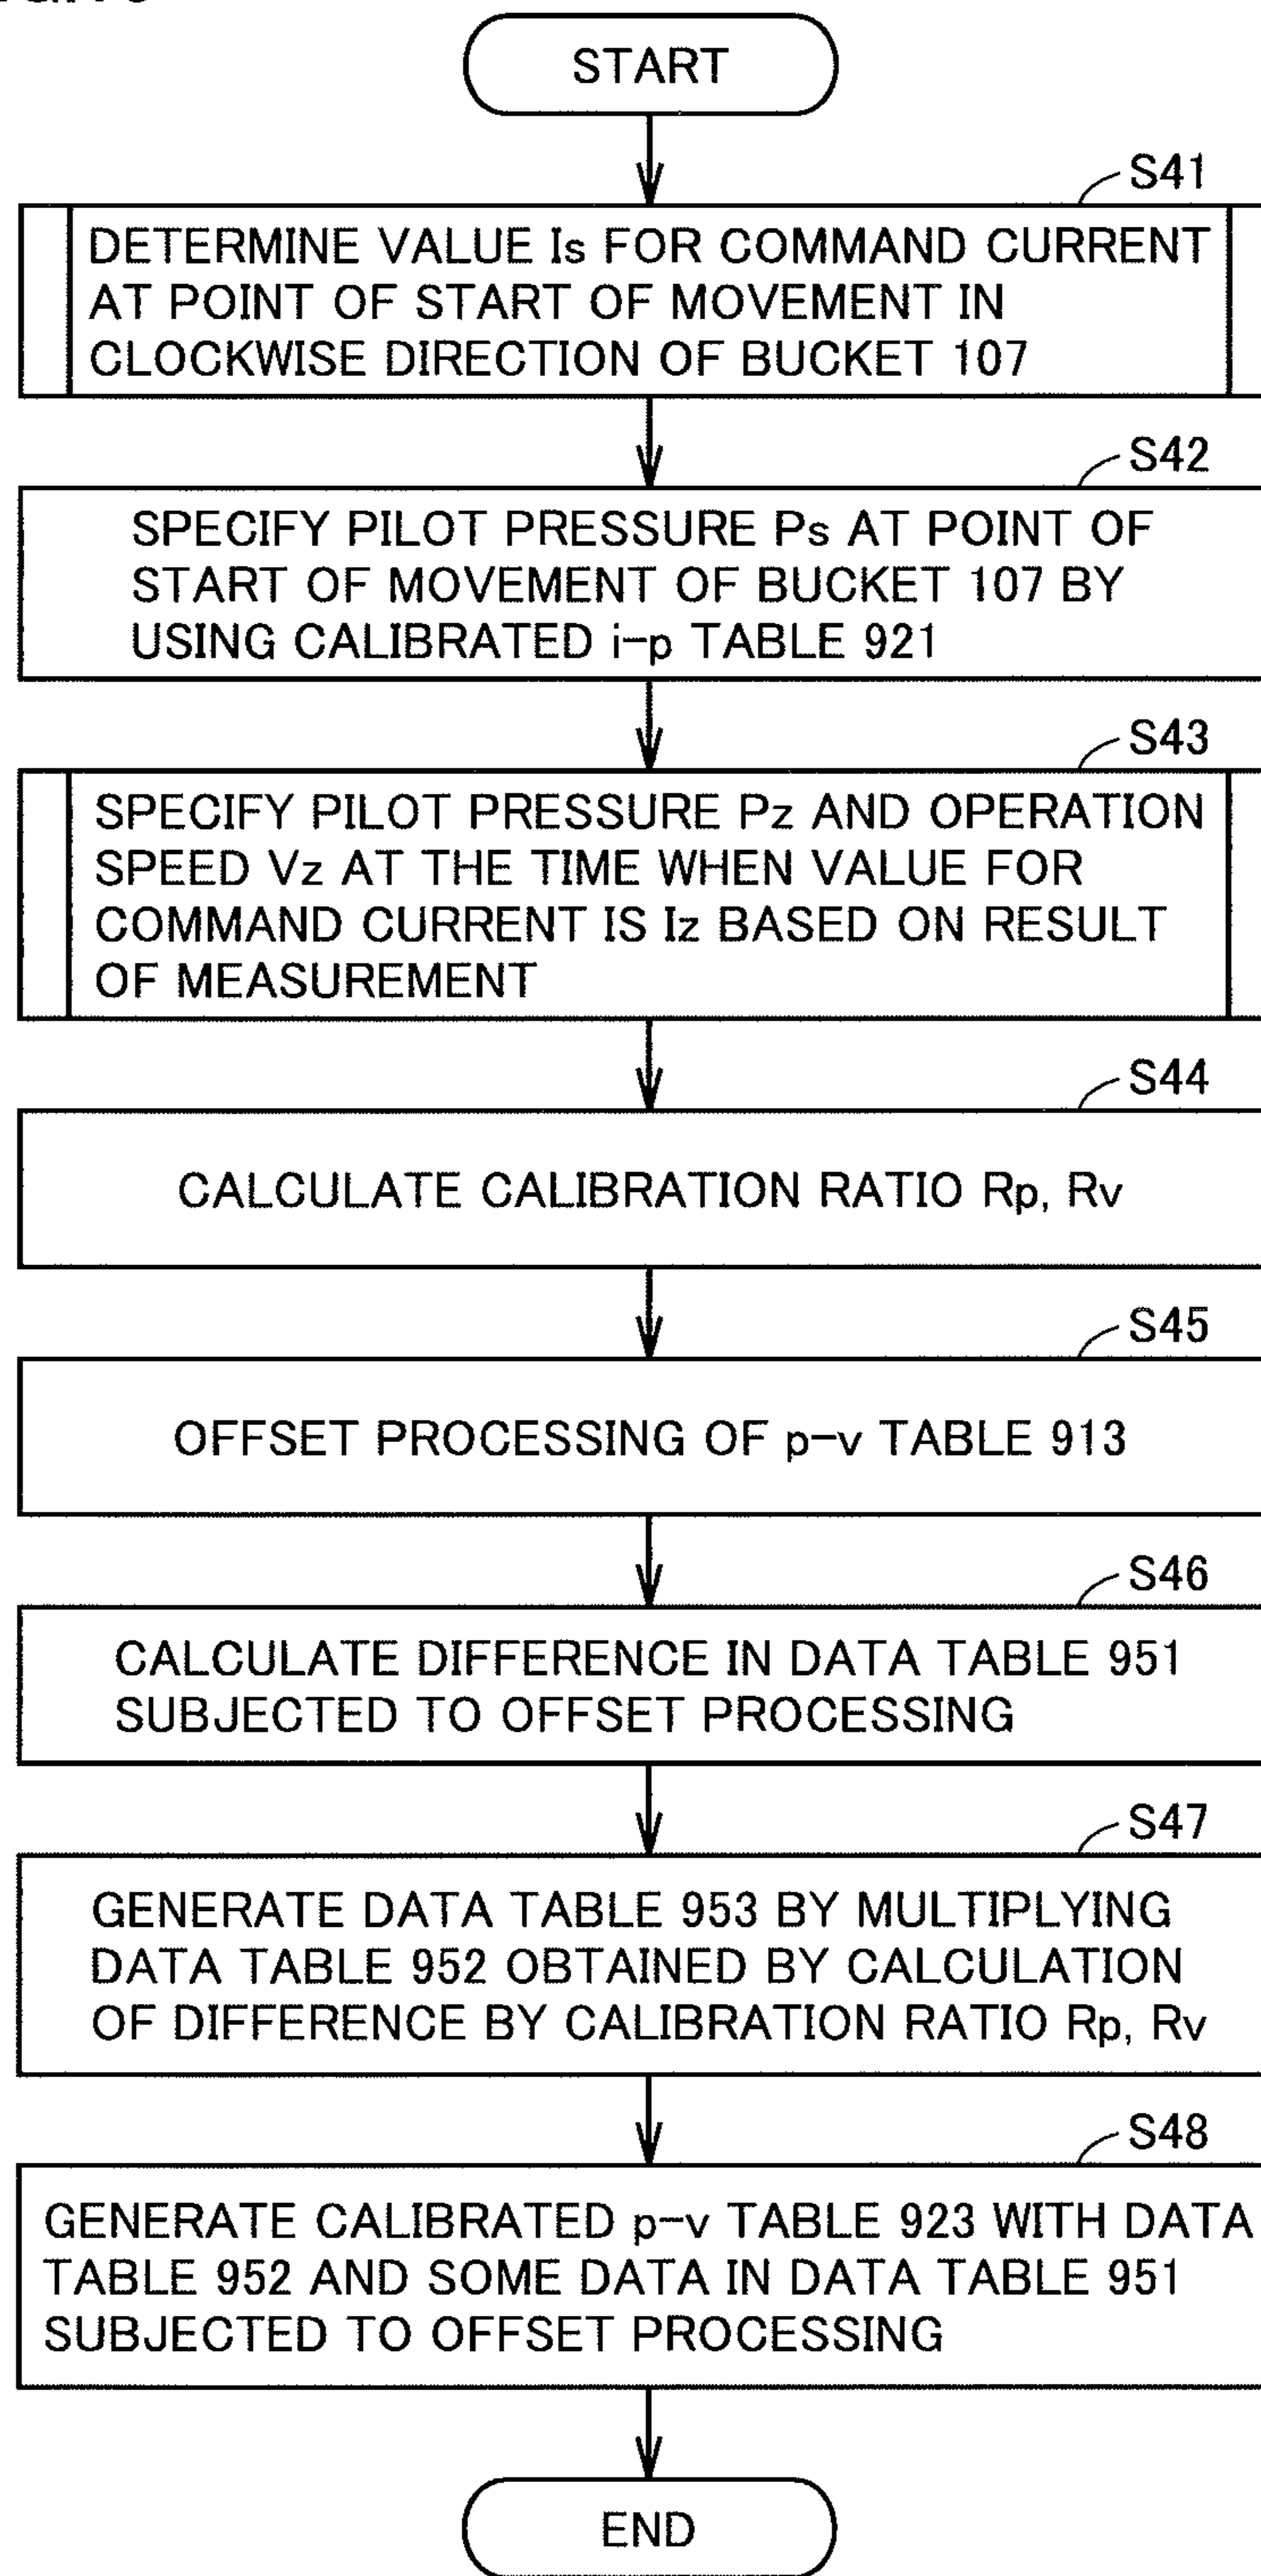 START
S41
DETERMINE VALUE Is FOR COMMAND CURRENT
AT POINT OF START OF MOVEMENT IN
CLOCKWISE DIRECTION OF BUCKET 107
S42
SPECIFY PILOT PRESSURE Ps AT POINT OF
START OF MOVEMENT OF BUCKET 107 BY
USING CALIBRATED i-p TABLE 921
S43
SPECIFY PILOT PRESSURE Pz AND OPERATION
SPEED Vz AT THE TIME WHEN VALUE FOR
COMMAND CURRENT IS Iz BASED ON RESULT
OF MEASUREMENT
S44
CALCULATE CALIBRATION RATIO Rp, Rv
S45
OFFSET PROCESSING OF p-v TABLE 913
S46
CALCULATE DIFFERENCE IN DATA TABLE 951
SUBJECTED TO OFFSET PROCESSING
S47
GENERATE DATA TABLE 953 BY MULTIPLYING
DATA TABLE 952 OBTAINED BY CALCULATION
OF DIFFERENCE BY CALIBRATION RATIO Rp, Rv
S48
GENERATE CALIBRATED p-v TABLE 923 WITH DATA
TABLE 952 AND SOME DATA IN DATA TABLE 951
SUBJECTED TO OFFSET PROCESSING
END